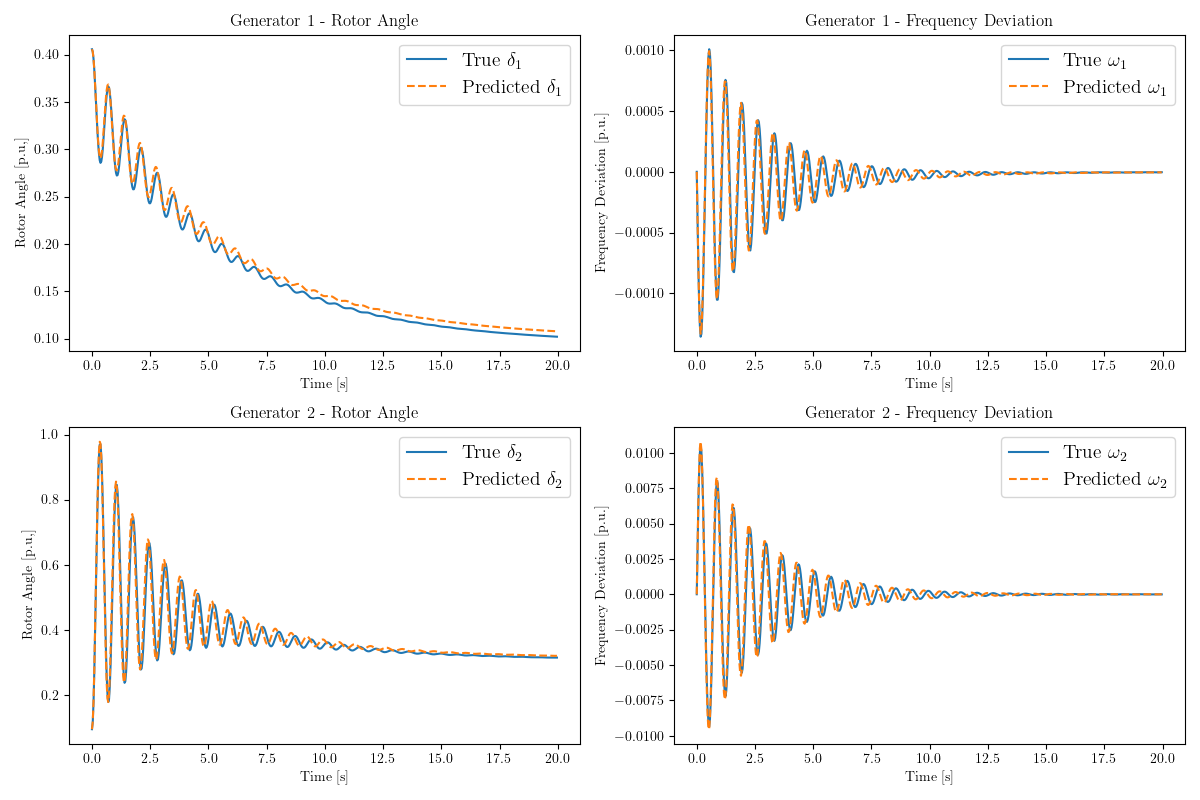 Generator 1 - Rotor Angle
True δ₁
Predicted δ₁
Rotor Angle [p.u.]
0.40
0.35
0.30
0.25
0.20
0.15
0.10
0.0 2.5 5.0 7.5 10.0 12.5 15.0 17.5 20.0
Time [s]
Generator 1 - Frequency Deviation
True ω₁
Predicted ω₁
Frequency Deviation [p.u.]
0.0010
0.0005
0.0000
−0.0005
−0.0010
0.0 2.5 5.0 7.5 10.0 12.5 15.0 17.5 20.0
Time [s]
Generator 2 - Rotor Angle
True δ₂
Predicted δ₂
Rotor Angle [p.u.]
1.0
0.8
0.6
0.4
0.2
0.0 2.5 5.0 7.5 10.0 12.5 15.0 17.5 20.0
Time [s]
Generator 2 - Frequency Deviation
True ω₂
Predicted ω₂
Frequency Deviation [p.u.]
0.0100
0.0075
0.0050
0.0025
0.0000
−0.0025
−0.0050
−0.0075
−0.0100
0.0 2.5 5.0 7.5 10.0 12.5 15.0 17.5 20.0
Time [s]